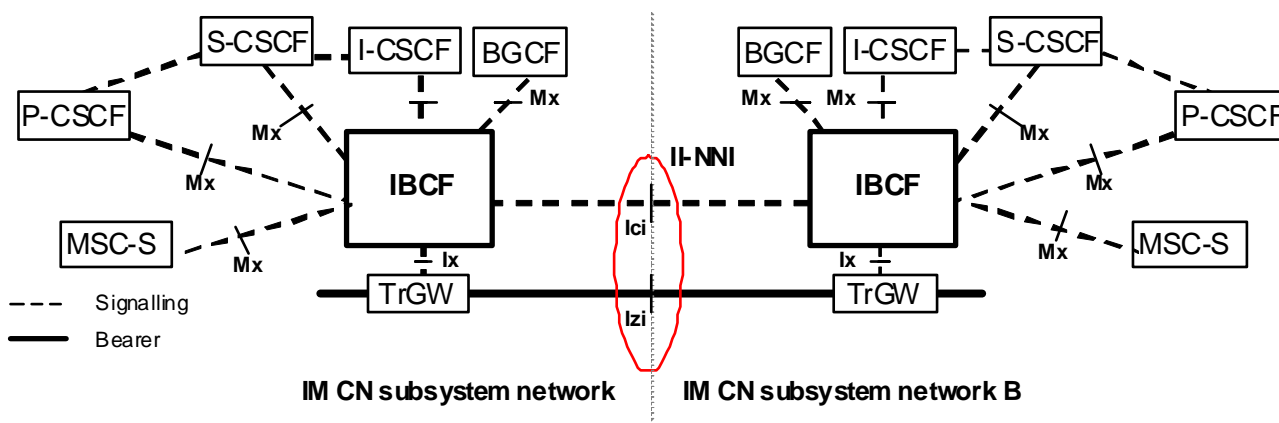 S-CSCF
I-CSCF
BGCF
BGCF
I-CSCF
S-CSCF
P-CSCF
P-CSCF
Mx
Mx
Mx
Mx
Mx
Mx
Mx
II-NNI
IBCF
IBCF
Ici
MSC-S
Mx
Mx
MSC-S
Ix
Ix
TrGW
TrGW
Izi
Signalling
Bearer
IM CN subsystem network
IM CN subsystem network B